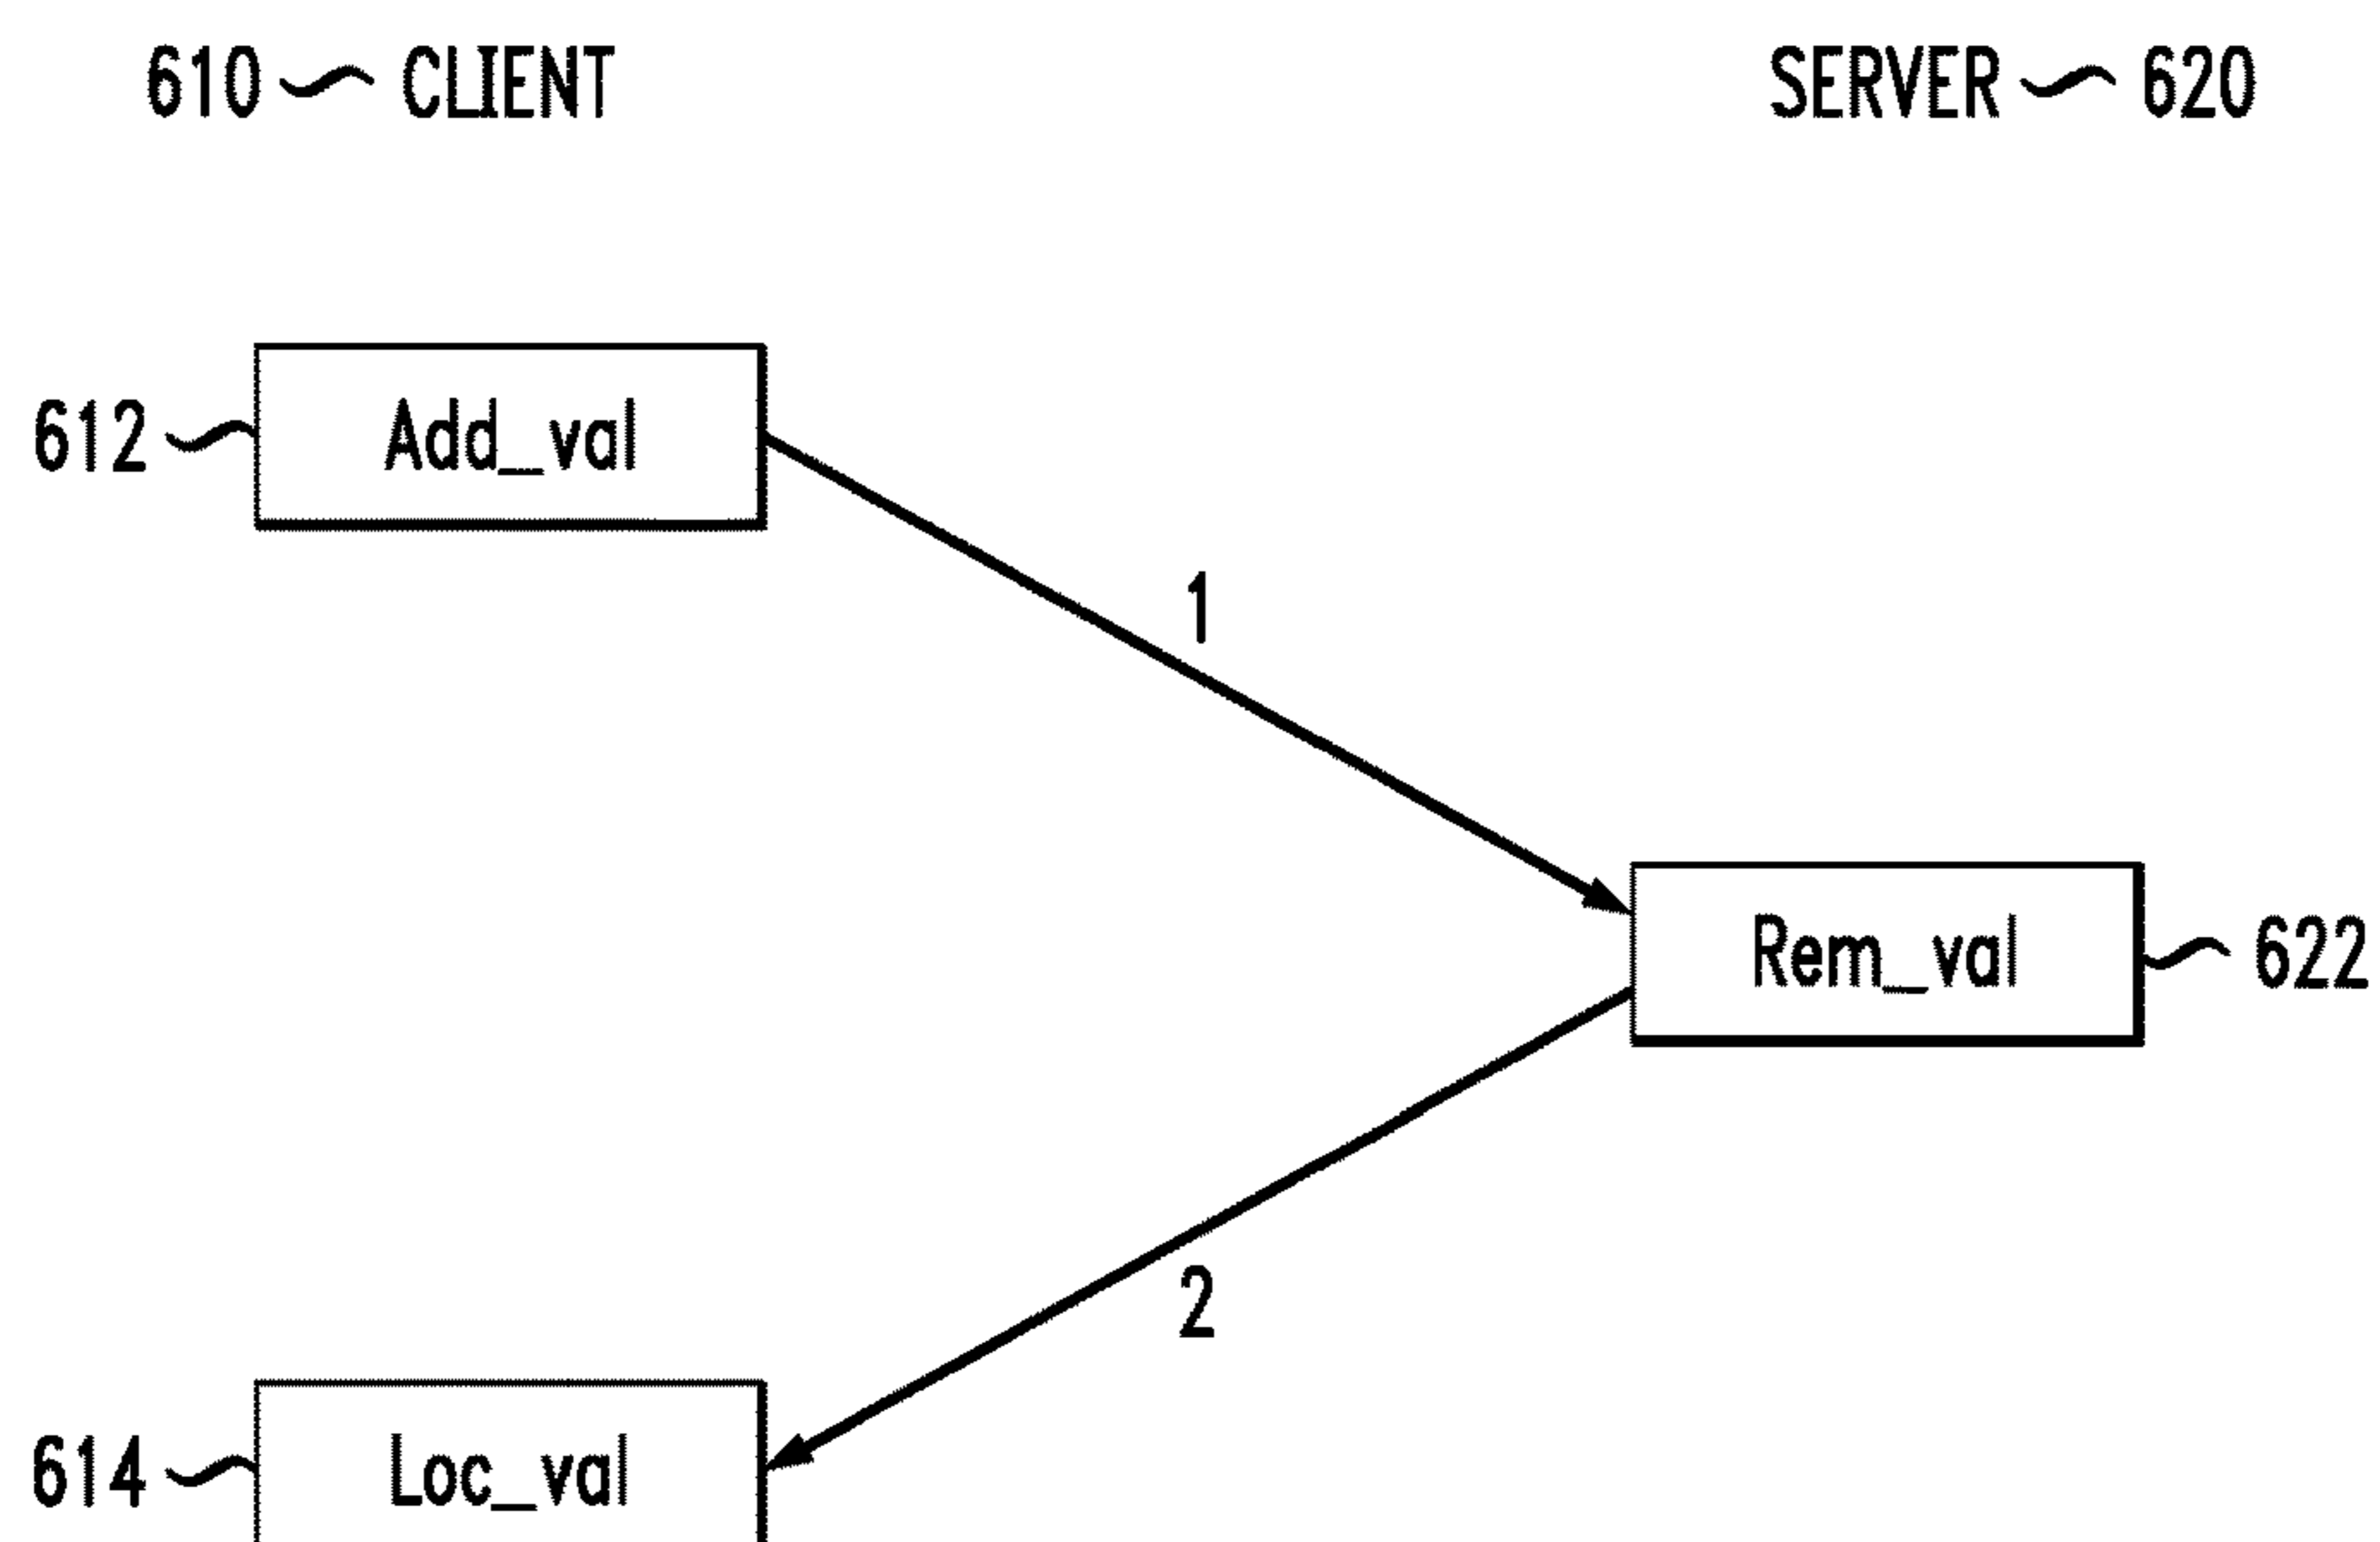 610 CLIENT SERVER 620
612 Add_val
1
Rem_val 622
2
614 Loc_val